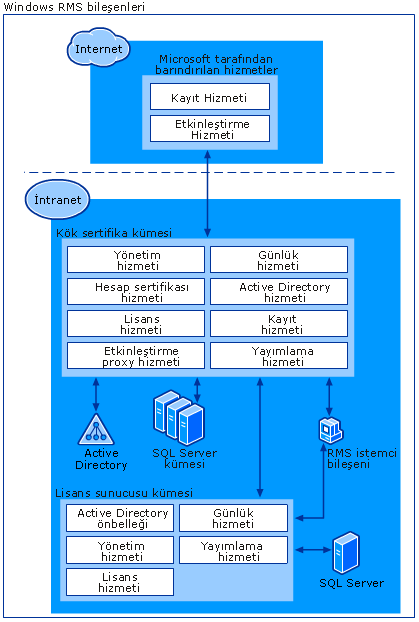 Windows RMS bileşenleri
Internet
Microsoft tarafından
barındırılan hizmetler
Kayıt Hizmeti
Etkinleştirme
Hizmeti
İntranet
Kök sertifika kümesi
Yönetim
hizmeti
Günlük
hizmeti
Hesap sertifikası
hizmeti
Active Directory
hizmeti
Lisans
hizmeti
Kayıt
hizmeti
Etkinleştirme
proxy hizmeti
Yayımlama
hizmeti
Active
Directory
SQL Server
kümesi
RMS istemci
bileşeni
Lisans sunucusu kümesi
Active Directory
önbelleği
Günlük
hizmeti
Yönetim
hizmeti
Yayımlama
hizmeti
Lisans
hizmeti
SQL Server